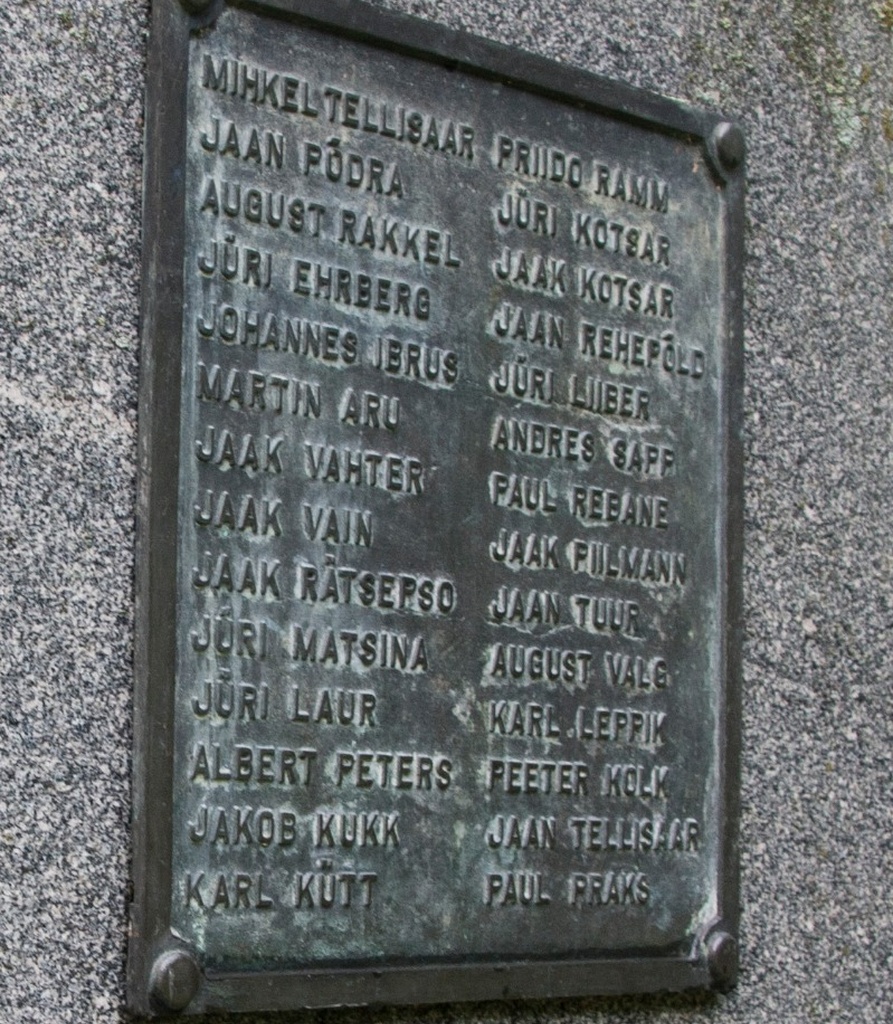 MIHKEL TELLISAAR
JAAN PÕDRA
AUGUST RAKKEL
JÜRI EHRBERG
JOHANNES IBRUS
MARTIN ARU
JAAK VAHTER
JAAK VAIN
JAAK RÄTSEPSO
JÜRI MATSINA
JÜRI LAUR
ALBERT PETERS
JAKOB KUKK
KARL KÜTT
PRIIDO RAMM
JÜRI KOTSAR
JAAK KOTSAR
JAAN REHEPÕLD
JÜRI LIIBER
ANDRES SAPP
PAUL REBANE
JAAK PIILMANN
JAAN TUUR
AUGUST VALG
KARL LEPPIK
PEETER KOLK
JAAN TELLISAAR
PAUL PRAKS